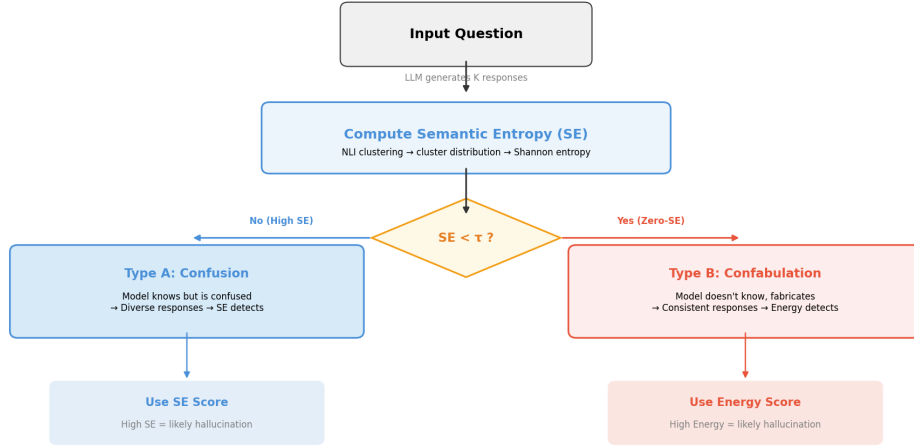 Input Question
LLM generates K responses
Compute Semantic Entropy (SE)
NLI clustering → cluster distribution → Shannon entropy
No (High SE)
SE < τ ?
Yes (Zero-SE)
Type A: Confusion
Model knows but is confused
→ Diverse responses → SE detects
Type B: Confabulation
Model doesn't know, fabricates
→ Consistent responses → Energy detects
Use SE Score
High SE = likely hallucination
Use Energy Score
High Energy = likely hallucination